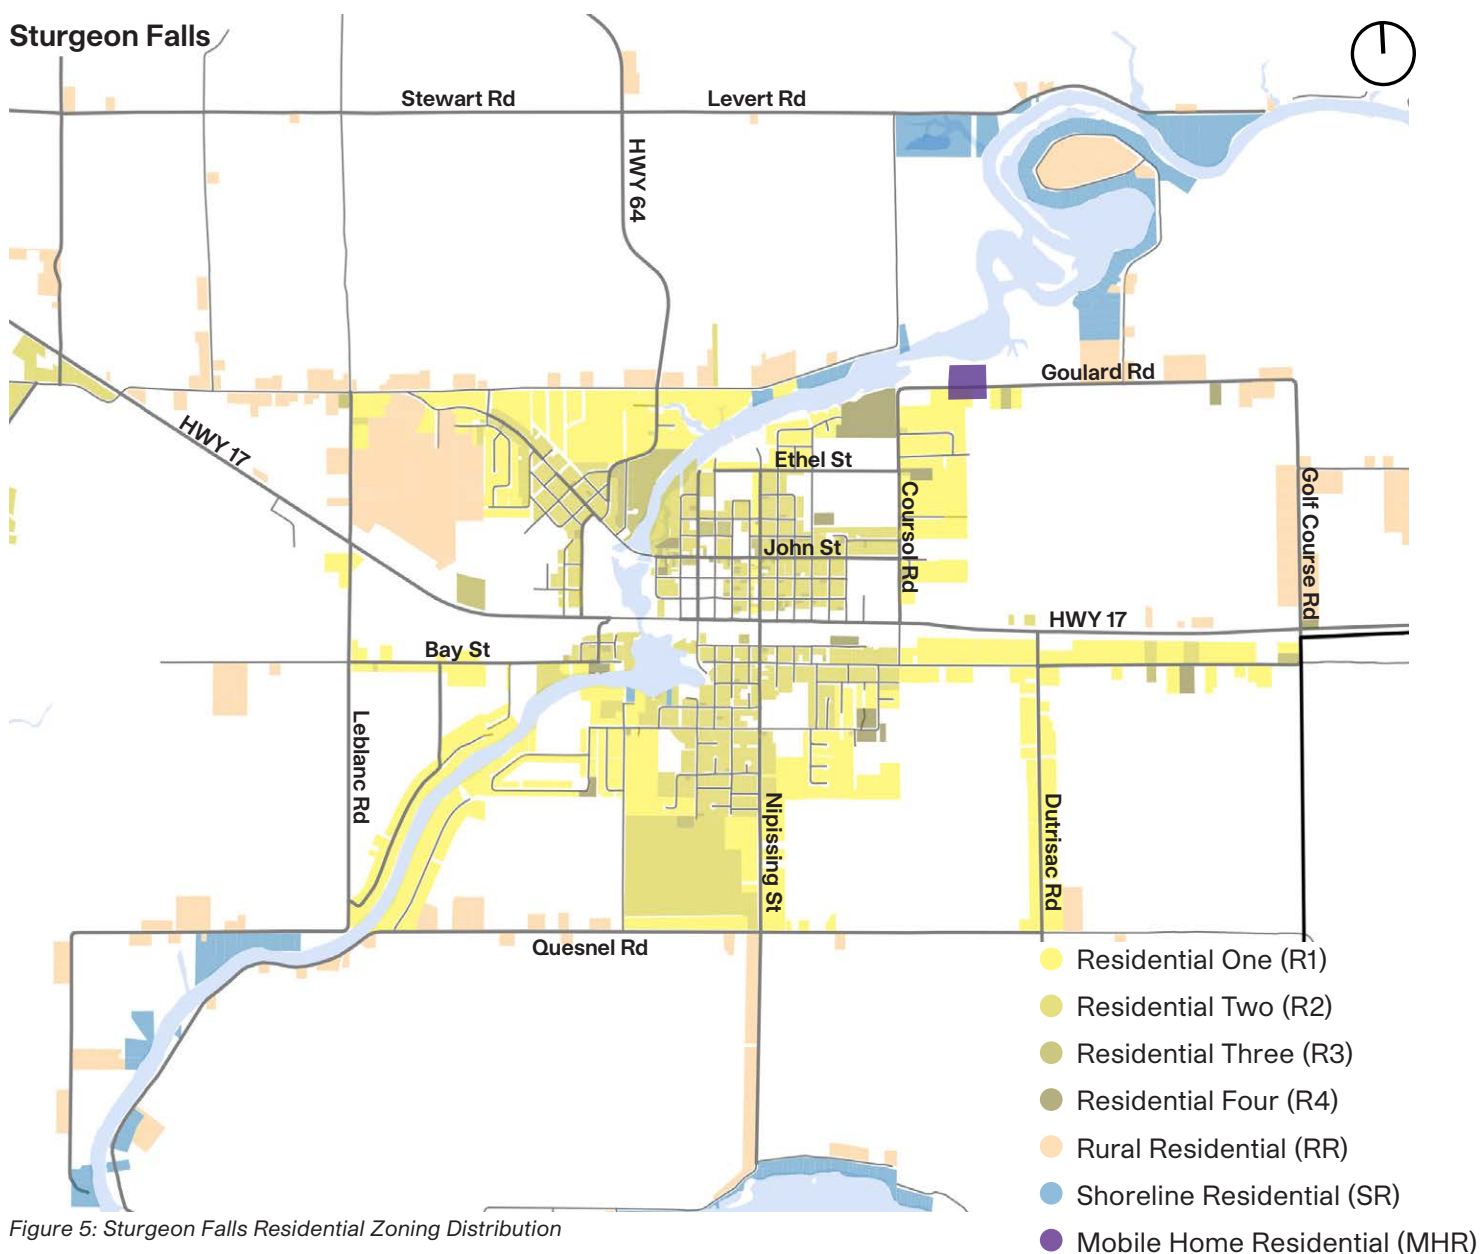 Sturgeon Falls
Stewart Rd
Levert Rd
HWY 64
Goulard Rd
HWY 17
Ethel St
Coursol Rd
Golf Course Rd
John St
HWY 17
Bay St
Leblanc Rd
Nipissing St
Dutrisac Rd
Quesnel Rd
Residential One (R1)
Residential Two (R2)
Residential Three (R3)
Residential Four (R4)
Rural Residential (RR)
Shoreline Residential (SR)
Mobile Home Residential (MHR)
Figure 5: Sturgeon Falls Residential Zoning Distribution